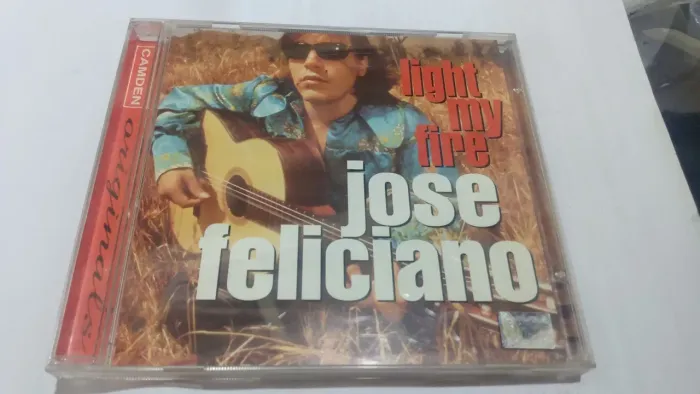 CAMDEN
originals
light
my
fire
jose
feliciano